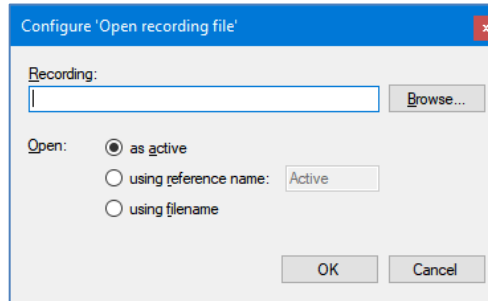 Configure 'Open recording file'
x
Recording:
Browse...
Open:
as active
using reference name: Active
using filename
OK Cancel